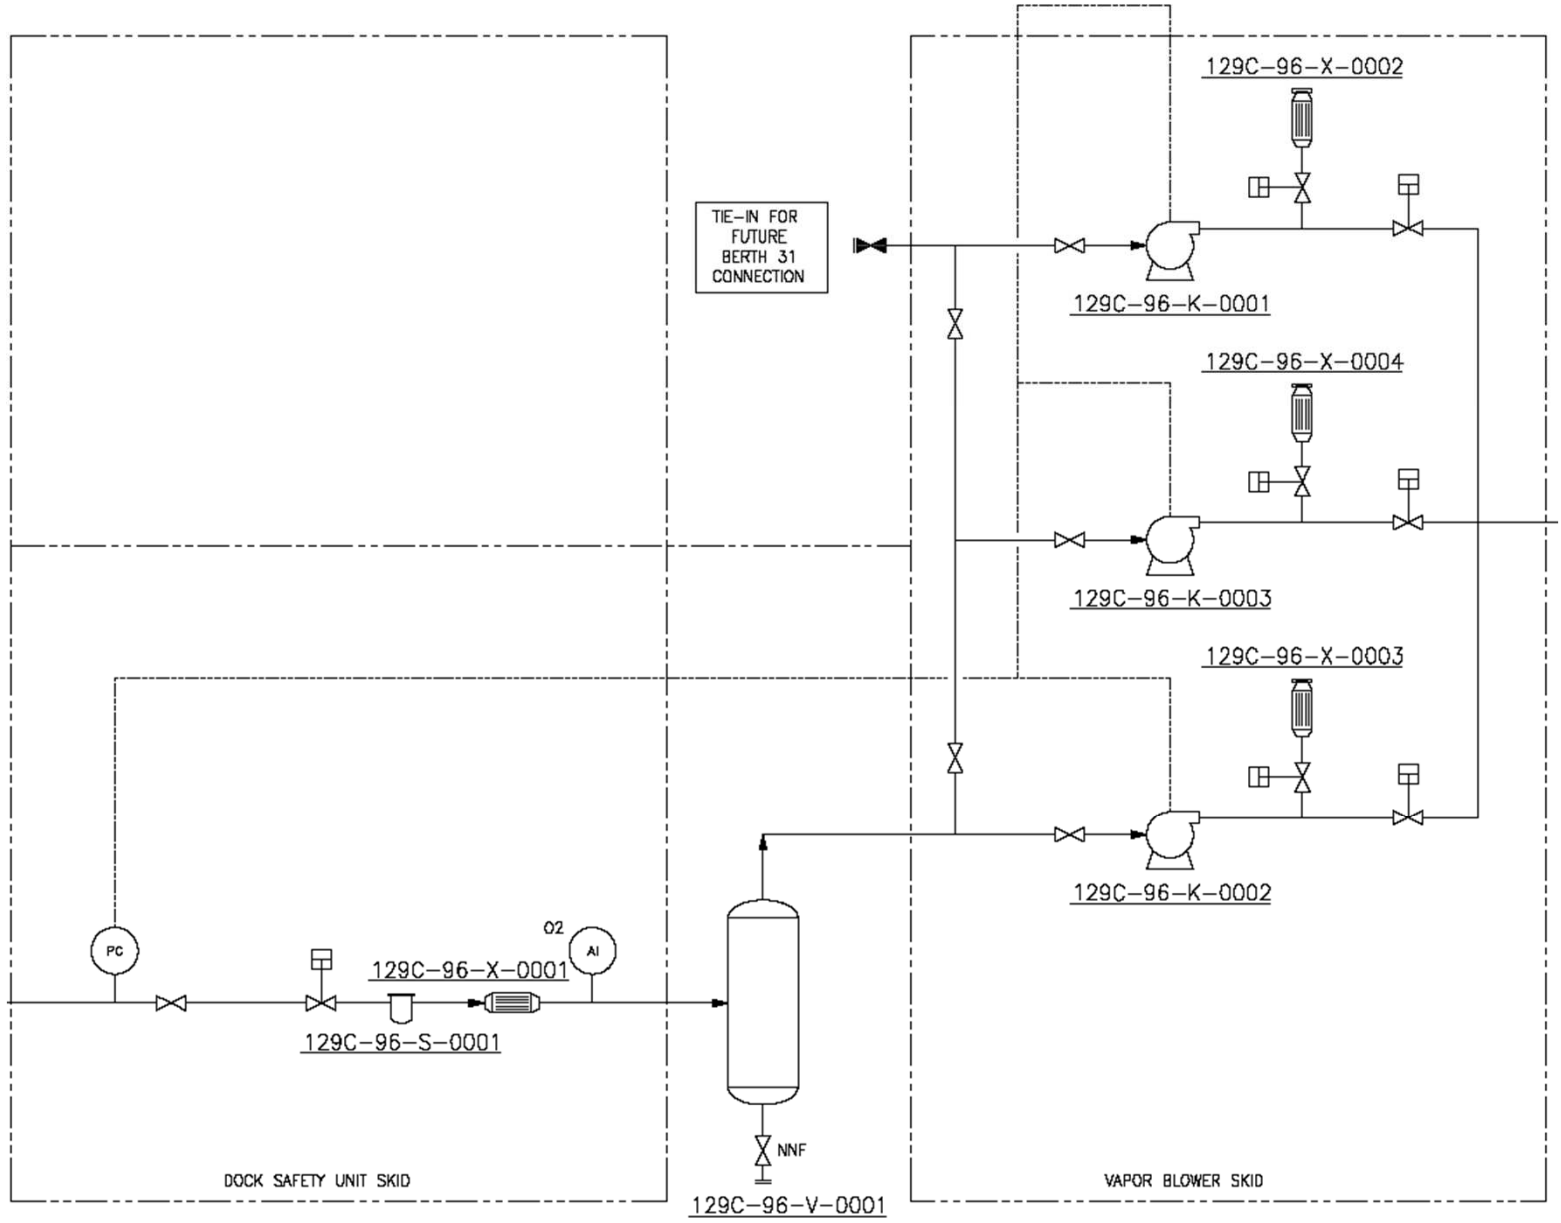 129C-96-X-0002
TIE-IN FOR
FUTURE
BERTH 31
CONNECTION
129C-96-K-0001
129C-96-X-0004
129C-96-K-0003
129C-96-X-0003
129C-96-K-0002
PC
O2
AI
129C-96-X-0001
129C-96-S-0001
NNF
DOCK SAFETY UNIT SKID
VAPOR BLOWER SKID
129C-96-V-0001